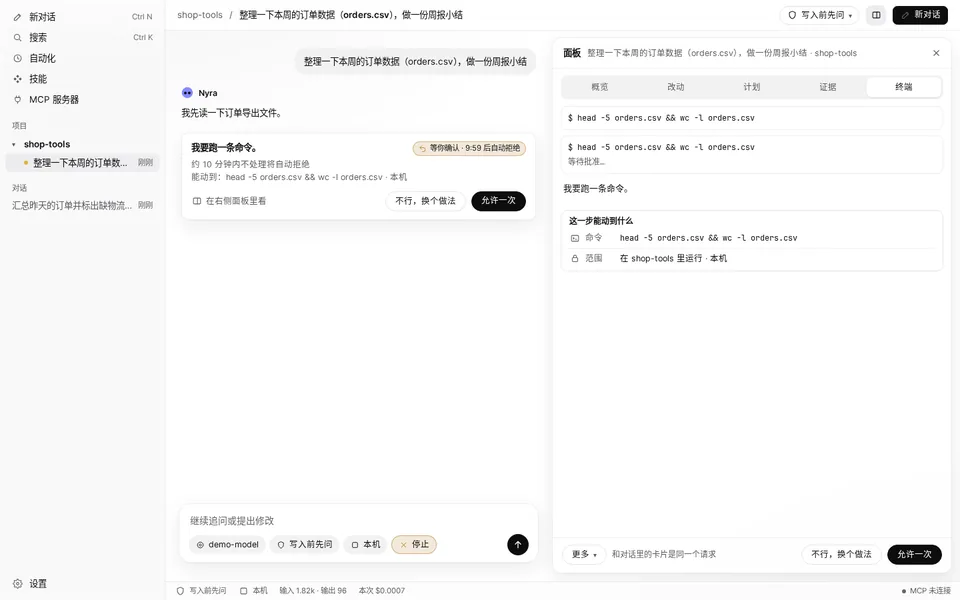 新对话 Ctrl N
搜索 Ctrl K
自动化
技能
MCP 服务器
项目
shop-tools
整理一下本周的订单数... 刚刚
对话
汇总昨天的订单并标出缺物流... 刚刚
设置
shop-tools / 整理一下本周的订单数据（orders.csv），做一份周报小结
写入前先问
新对话
整理一下本周的订单数据（orders.csv），做一份周报小结
Nyra
我先读一下订单导出文件。
我要跑一条命令。
等你确认 · 9:59 后自动拒绝
约 10 分钟内不处理将自动拒绝
能动到：head -5 orders.csv && wc -l orders.csv · 本机
在右侧面板里看
不行，换个做法
允许一次
继续追问或提出修改
demo-model
写入前先问
本机
停止
面板 整理一下本周的订单数据（orders.csv），做一份周报小结 · shop-tools
概览
改动
计划
证据
终端
$ head -5 orders.csv && wc -l orders.csv
$ head -5 orders.csv && wc -l orders.csv
等待批准…
我要跑一条命令。
这一步能动到什么
命令 head -5 orders.csv && wc -l orders.csv
范围 在 shop-tools 里运行 · 本机
更多
和对话里的卡片是同一个请求
不行，换个做法
允许一次
写入前先问
本机
输入 1.82k · 输出 96
本次 $0.0007
MCP 未连接